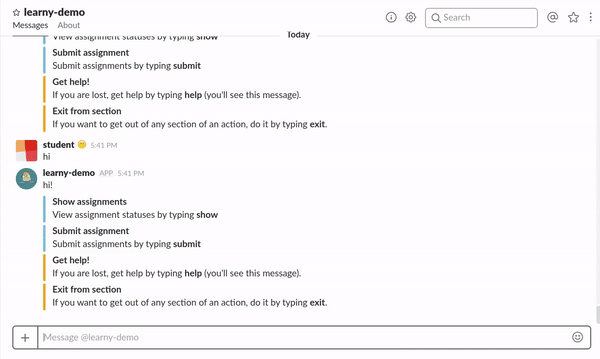 learny-demo
Messages About
Search
Today
View assignment statuses by typing show
Submit assignment
Submit assignments by typing submit
Get help!
If you are lost, get help by typing help (you'll see this message).
Exit from section
If you want to get out of any section of an action, do it by typing exit.
student 5:41 PM
hi
learny-demo APP 5:41 PM
hi!
Show assignments
View assignment statuses by typing show
Submit assignment
Submit assignments by typing submit
Get help!
If you are lost, get help by typing help (you'll see this message).
Exit from section
If you want to get out of any section of an action, do it by typing exit.
Message @learny-demo